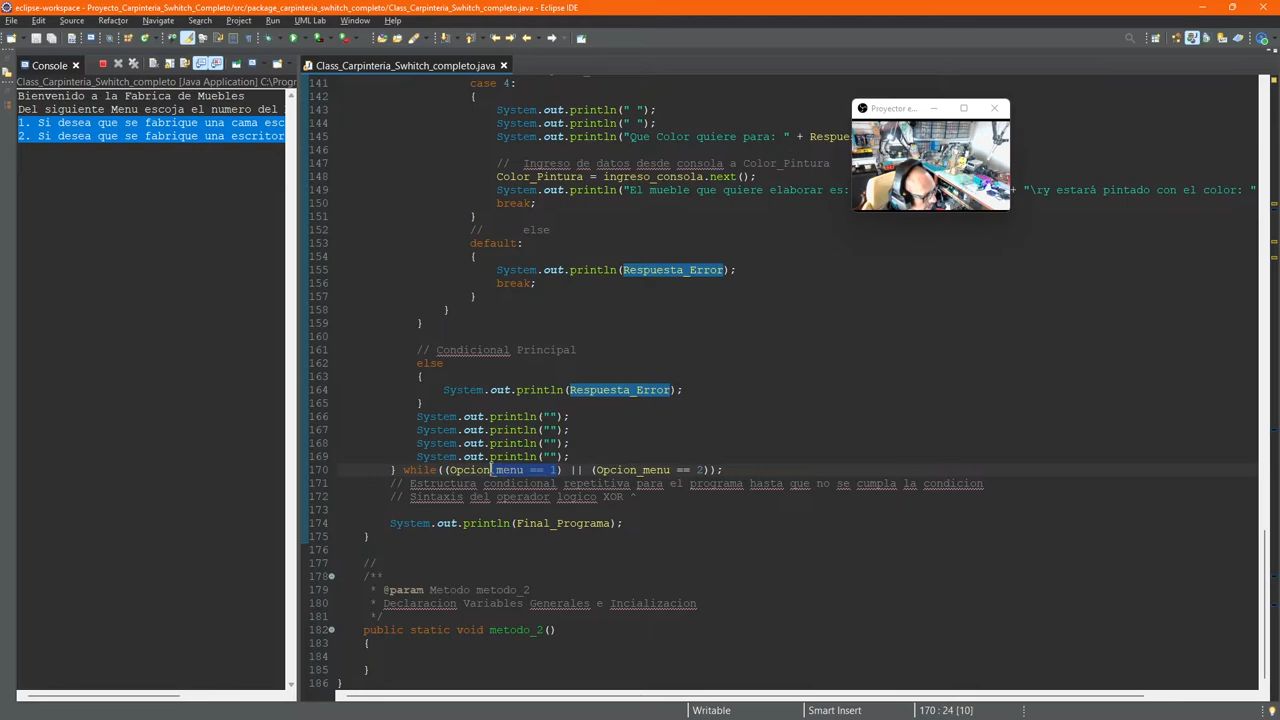 eclipse-workspace - Proyecto_Carpinteria_Swhitch_Completo/src/package_carpinteria_switch_completo/Class_Carpinteria_Swhitch_completo.java - Eclipse IDE
File Edit Source Refactor Navigate Search Project Run UML Lab Window Help
Console
Class_Carpinteria_Swhitch_completo.java
Class_Carpinteria_Swhitch_completo [Java Application] C:\Progr
Bienvenido a la Fabrica de Muebles
Del siguiente Menu escoja el numero del
1. Si desea que se fabrique una cama esc
2. Si desea que se fabrique una escritor
Proyector e...
141 case 4:
142 {
143 System.out.println(" ");
144 System.out.println(" ");
145 System.out.println("Que Color quiere para: " + Respue
146
147 // Ingreso de datos desde consola a Color_Pintura
148 Color_Pintura = ingreso_consola.next();
149 System.out.println("El mueble que quiere elaborar es: + "\ry estará pintado con el color: "
150 break;
151 }
152 // else
153 default:
154 {
155 System.out.println(Respuesta_Error);
156 break;
157 }
158 }
159 }
160
161 // Condicional Principal
162 else
163 {
164 System.out.println(Respuesta_Error);
165 }
166 System.out.println("");
167 System.out.println("");
168 System.out.println("");
169 System.out.println("");
170 } while((Opcion_menu == 1) || (Opcion_menu == 2));
171 // Estructura condicional repetitiva para el programa hasta que no se cumpla la condicion
172 // Sintaxis del operador logico XOR ^
173
174 System.out.println(Final_Programa);
175 }
176
177 //
178 /**
179 * @param Metodo metodo_2
180 * Declaracion Variables Generales e Incializacion
181 */
182 public static void metodo_2()
183 {
184
185 }
186 }
Writable Smart Insert 170 : 24 [10]